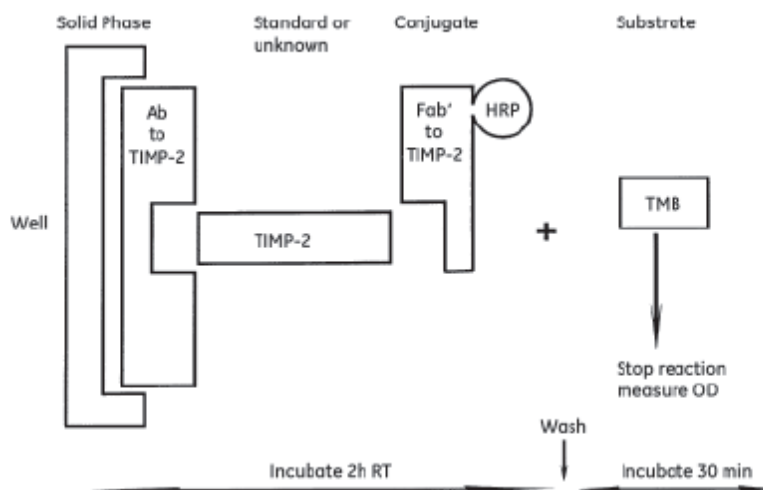 Solid Phase
Standard or
unknown
Conjugate
Substrate
Ab
to
TIMP-2
Fab'
to
TIMP-2
HRP
Well
TIMP-2
+
TMB
Stop reaction
measure OD
Wash
Incubate 2h RT
Incubate 30 min